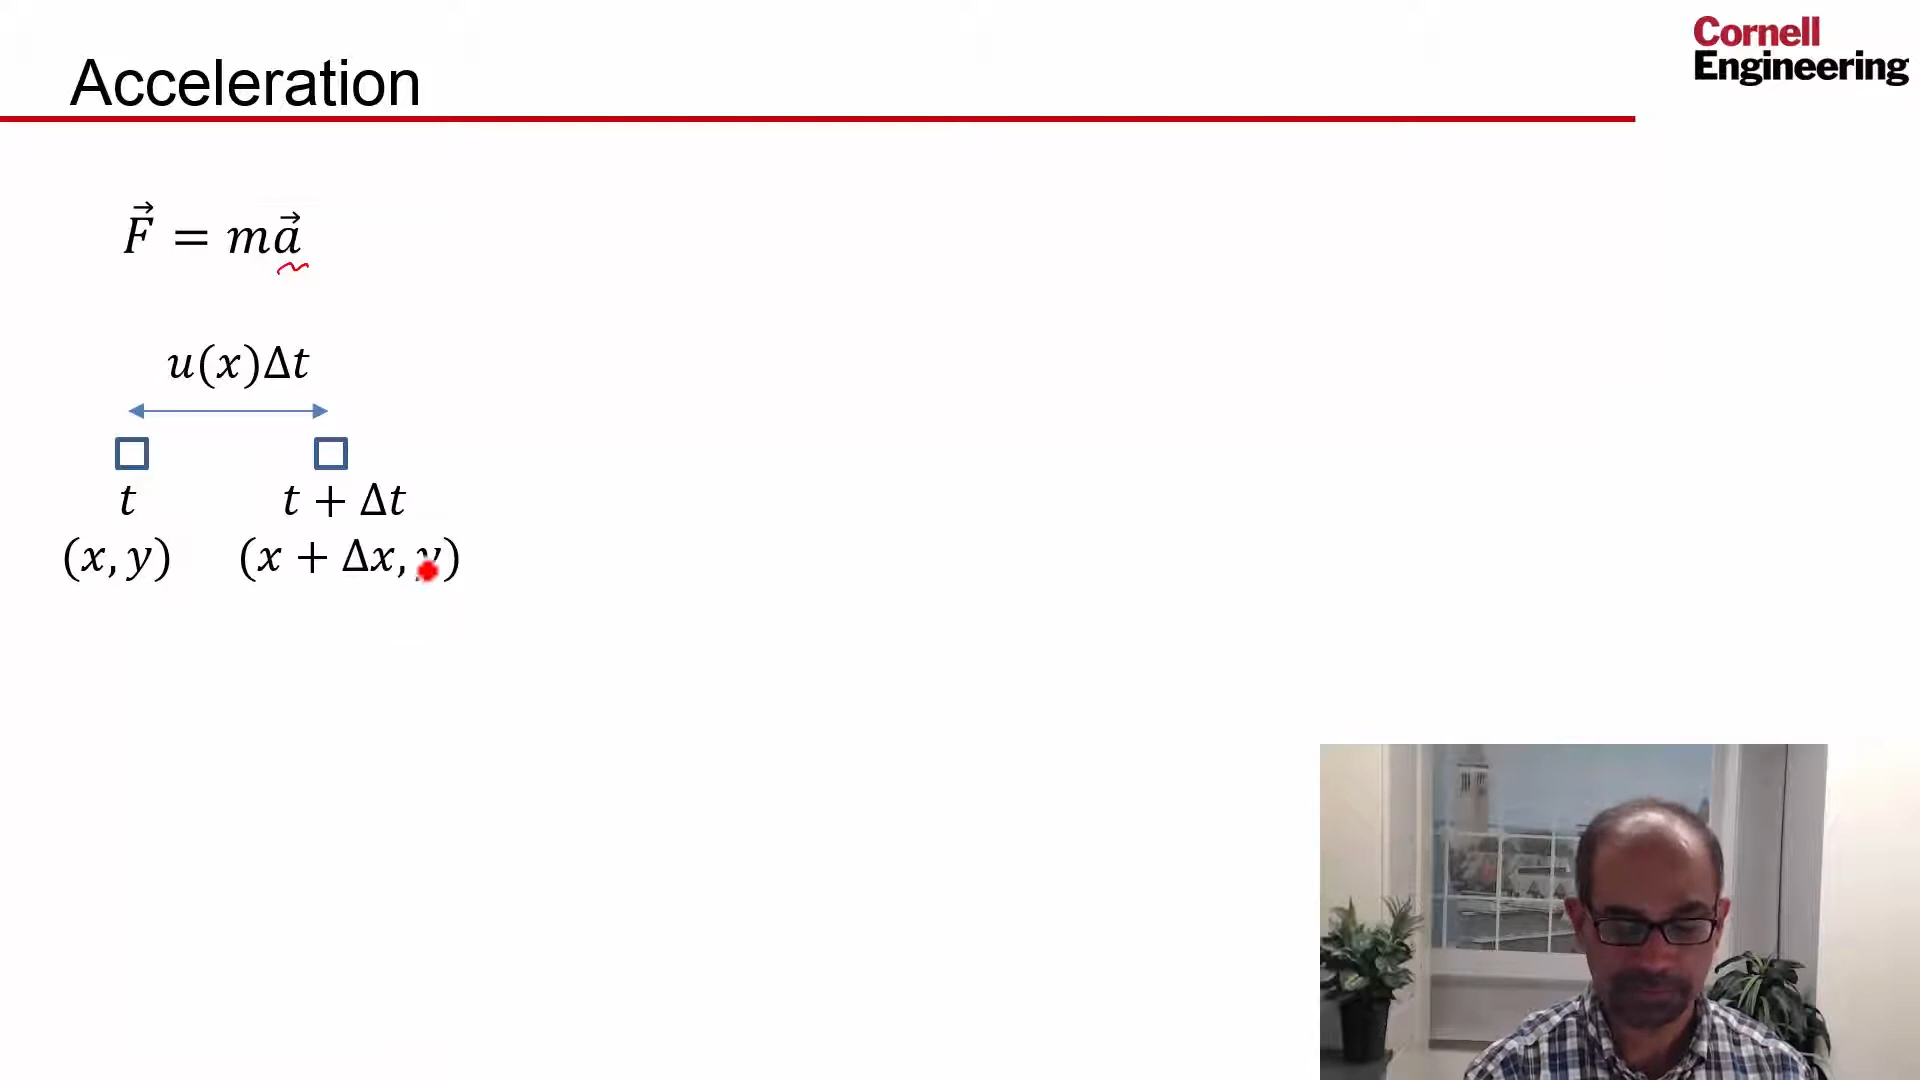 Acceleration
Cornell
Engineering
F⃗ = ma⃗
u(x)Δt
t
t + Δt
(x, y)
(x + Δx, y)